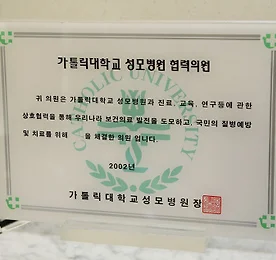 가톨릭대학교 성모병원 협력의원
귀 의원은 가톨릭대학교 성모병원과 진료, 교육, 연구등에 관한
상호협력을 통해 우리나라 보건의료 발전을 도모하고, 국민의 질병예방
및 치료를 위해 을 체결한 의원 입니다.
2002년
가톨릭대학교성모병원장
CATHOLIC UNIVERSITY